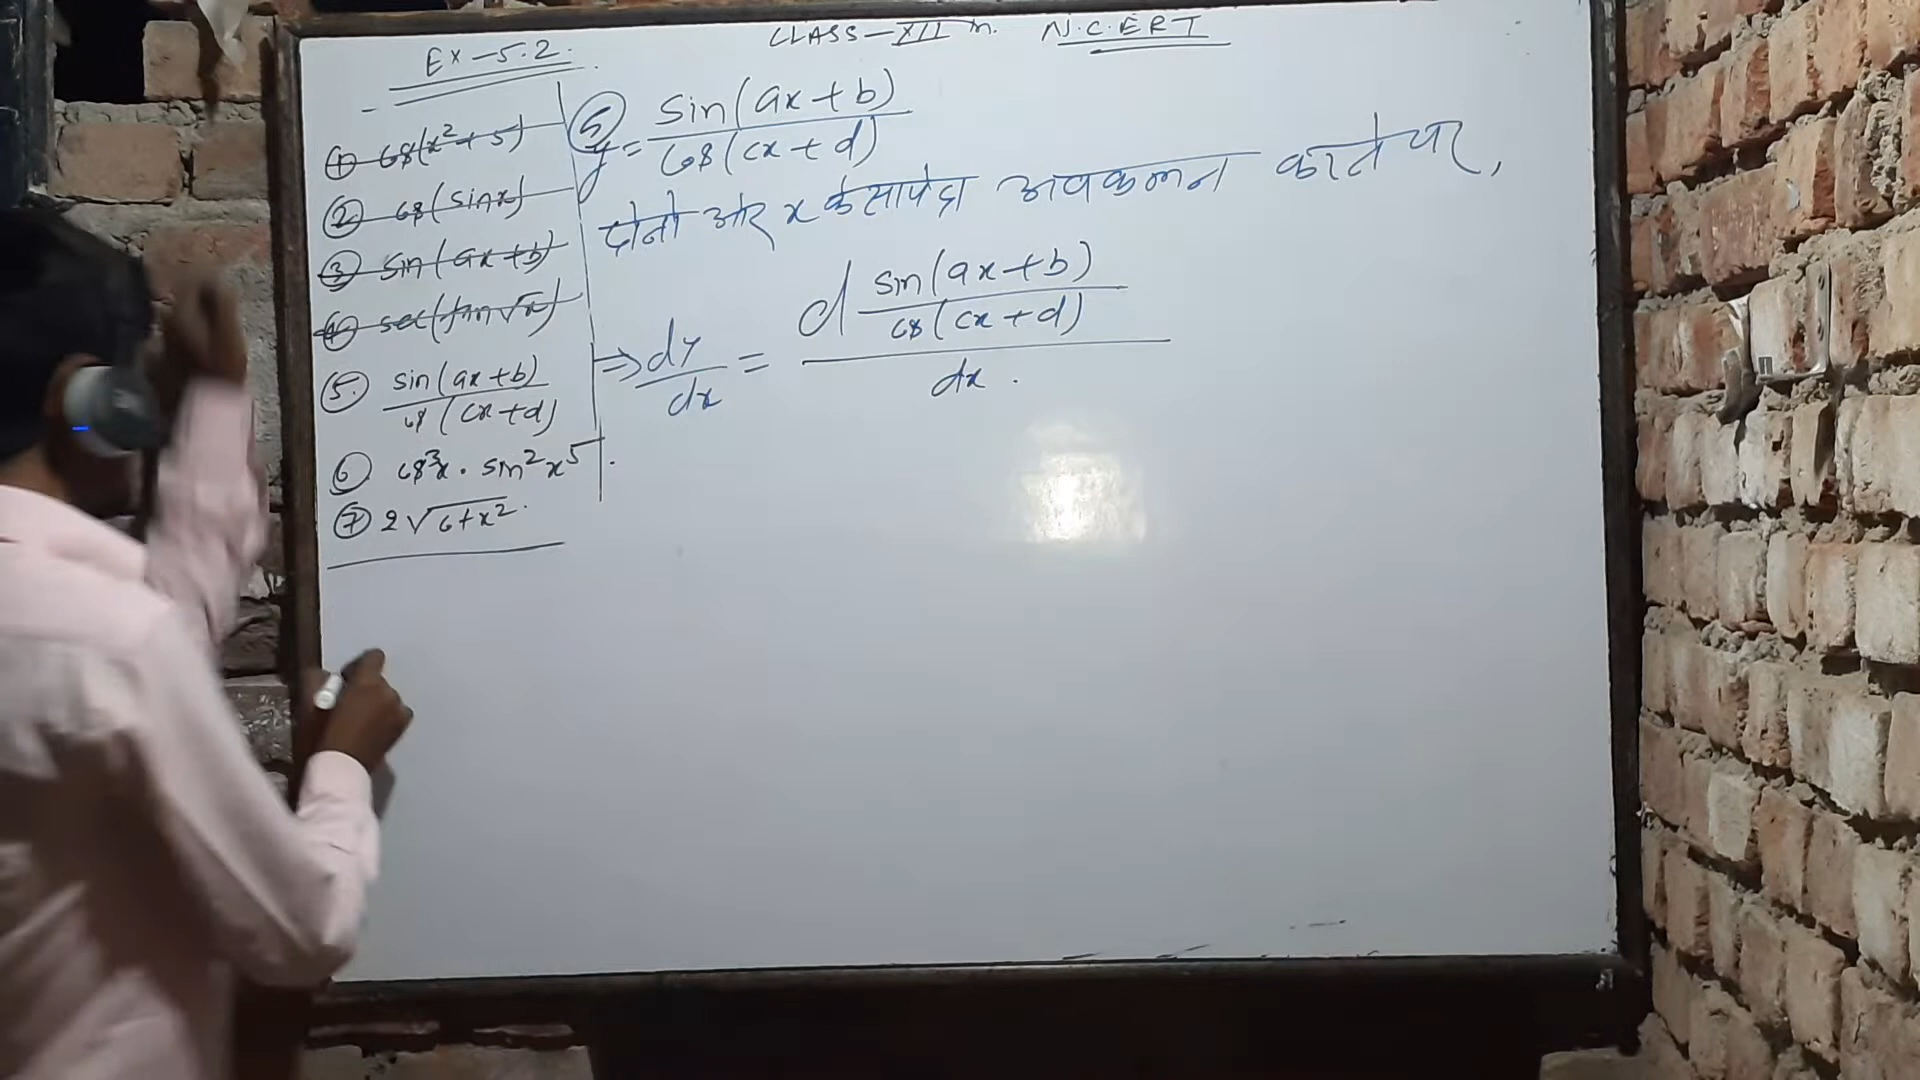 CLASS-XII th. N.C.E.R.T
Ex-5.2.
① cos(x²+5)
② cos(sinx)
③ sin(ax+b)
④ sec(tan√x)
⑤. sin(ax+b)
cos(cx+d)
⑥ cos³x · sin²x⁵.
⑦ 2√6+x².
⑤ y = sin(ax+b)
cos(cx+d)
दोनो ओर x के सापेक्ष अवकलन करने पर,
⇒ dy/dx = d sin(ax+b)
cos(cx+d)
dx.